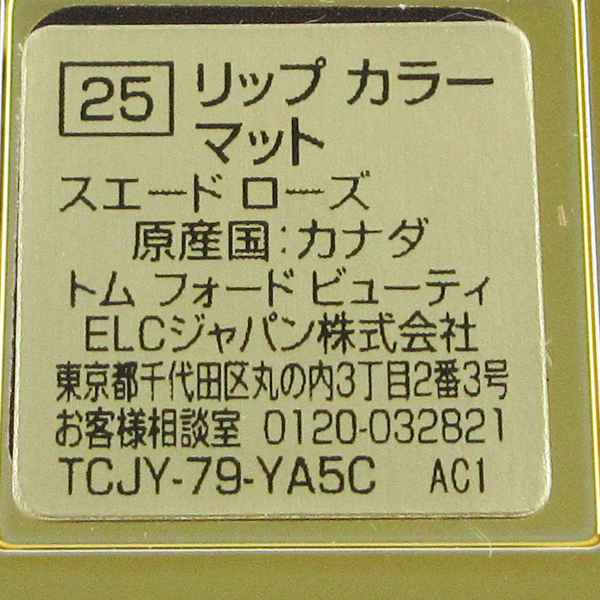 25 リップ カラー
マット
スエード ローズ
原産国:カナダ
トム フォード ビューティ
ELCジャパン株式会社
東京都千代田区丸の内3丁目2番3号
お客様相談室 0120-032821
TCJY-79-YA5C AC1